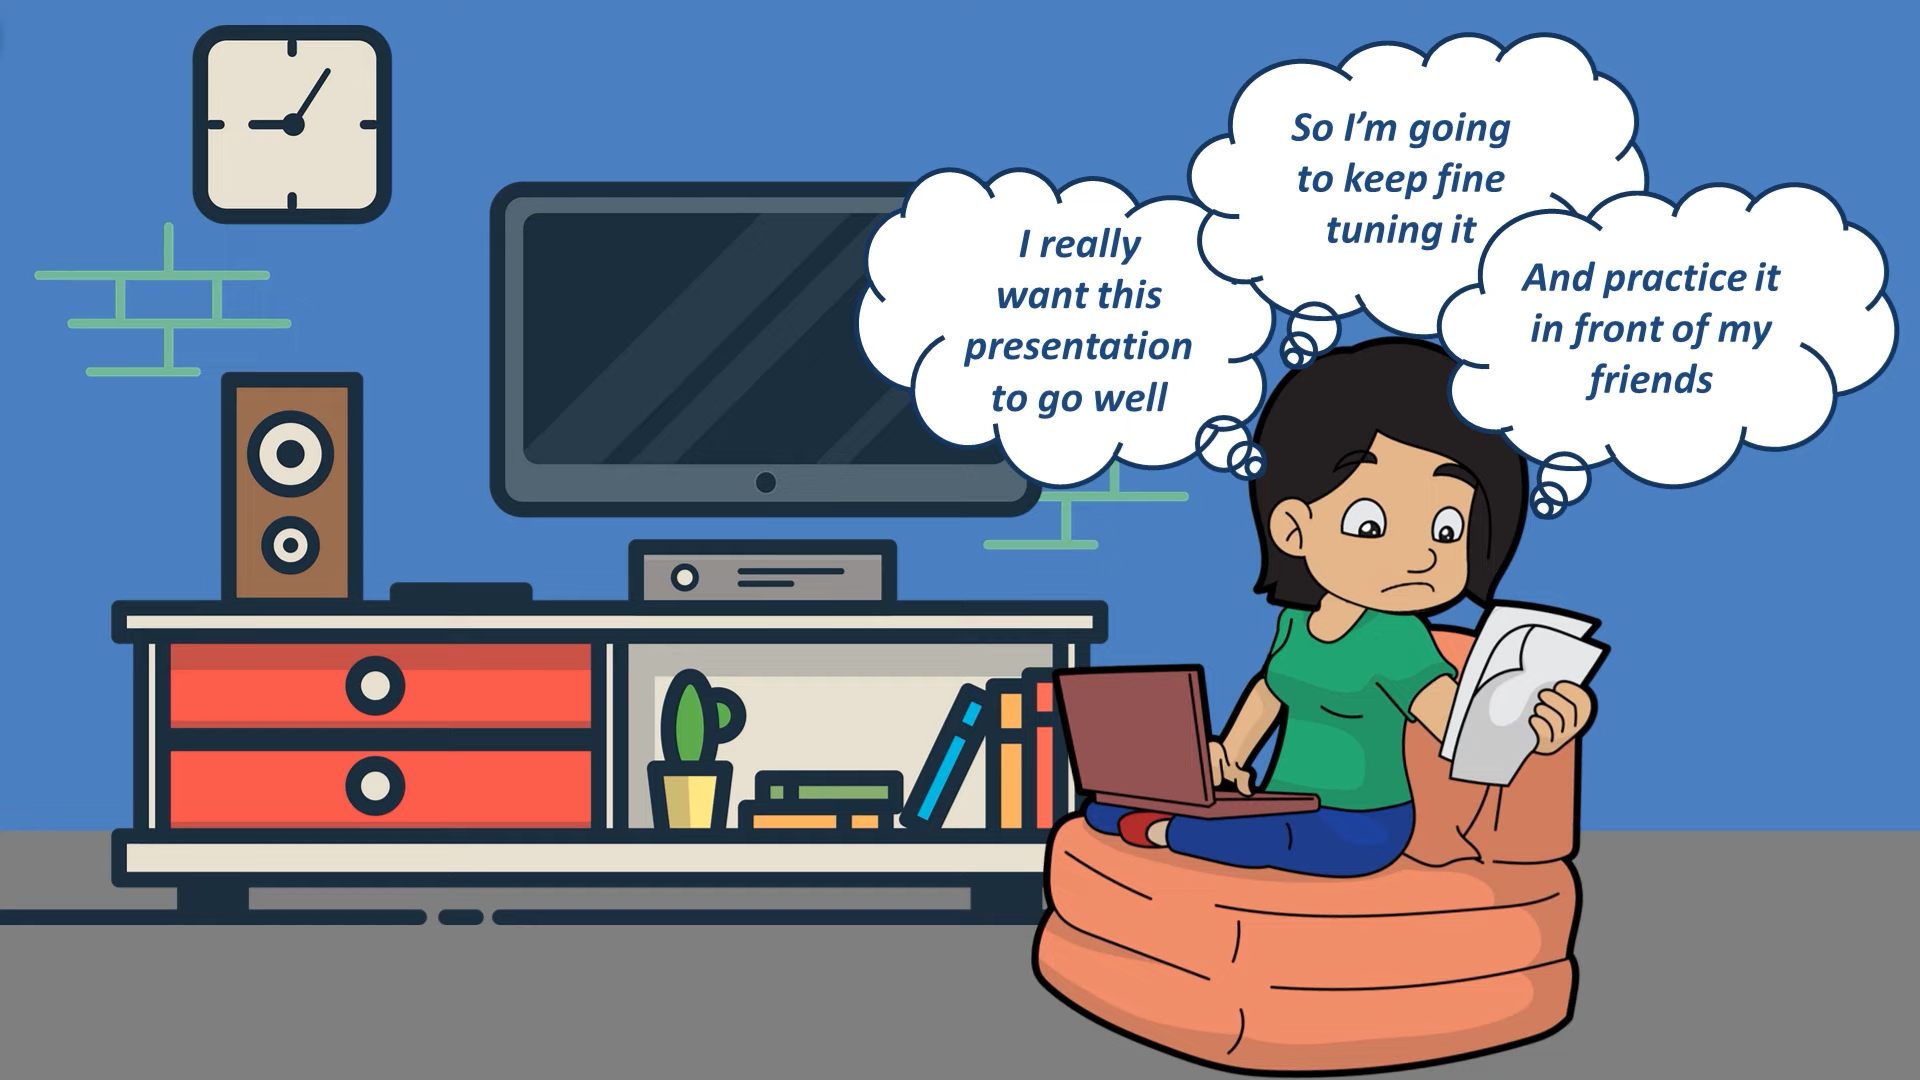 I really
want this
presentation
to go well
So I’m going
to keep fine
tuning it
And practice it
in front of my
friends